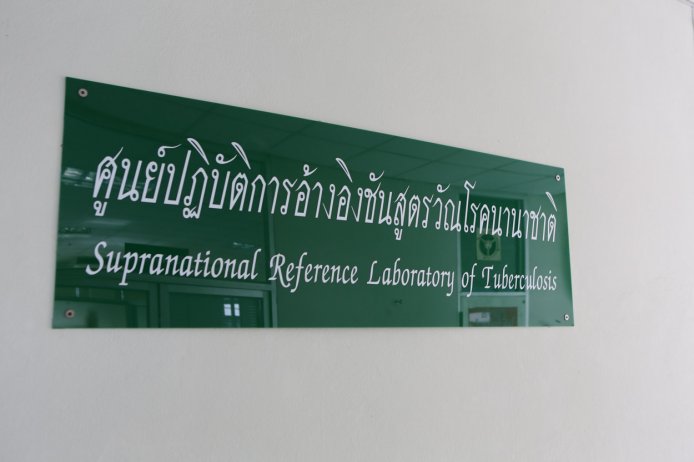 ศูนย์ปฏิบัติการอ้างอิงชันสูตรวัณโรคนานาชาติ
Supranational Reference Laboratory of Tuberculosis